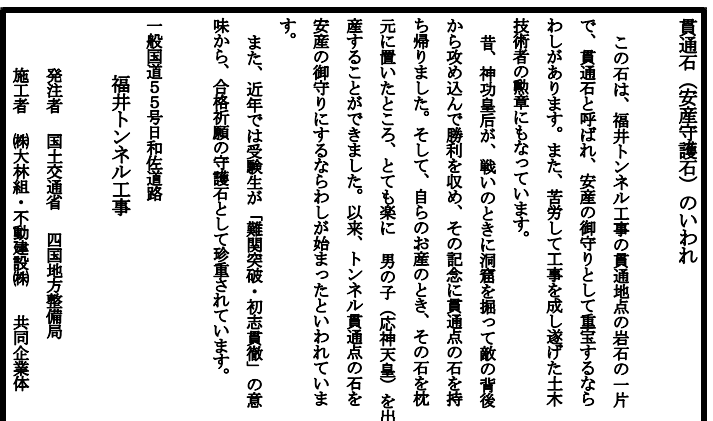 貫通石（安産守護石）のいわれ
この石は、福井トンネル工事の貫通地点の岩石の一片
で、貫通石と呼ばれ、安産の御守りとして重宝するなら
わしがあります。また、苦労して工事を成し遂げた土木
技術者の勲章にもなっています。
昔、神功皇后が、戦いのときに洞窟を掘って敵の背後
から攻め込んで勝利を収め、その記念に貫通点の石を持
ち帰りました。そして、自らのお産のとき、その石を枕
元に置いたところ、とても楽に　男の子（応神天皇）を出
産することができました。以来、トンネル貫通点の石を
安産の御守りにするならわしが始まったといわれていま
す。
また、近年では受験生が「難関突破・初志貫徹」の意
味から、合格祈願の守護石として珍重されています。
一般国道５５号日和佐道路
福井トンネル工事
発注者　国土交通省　四国地方整備局
施工者　㈱大林組・不動建設㈱　共同企業体